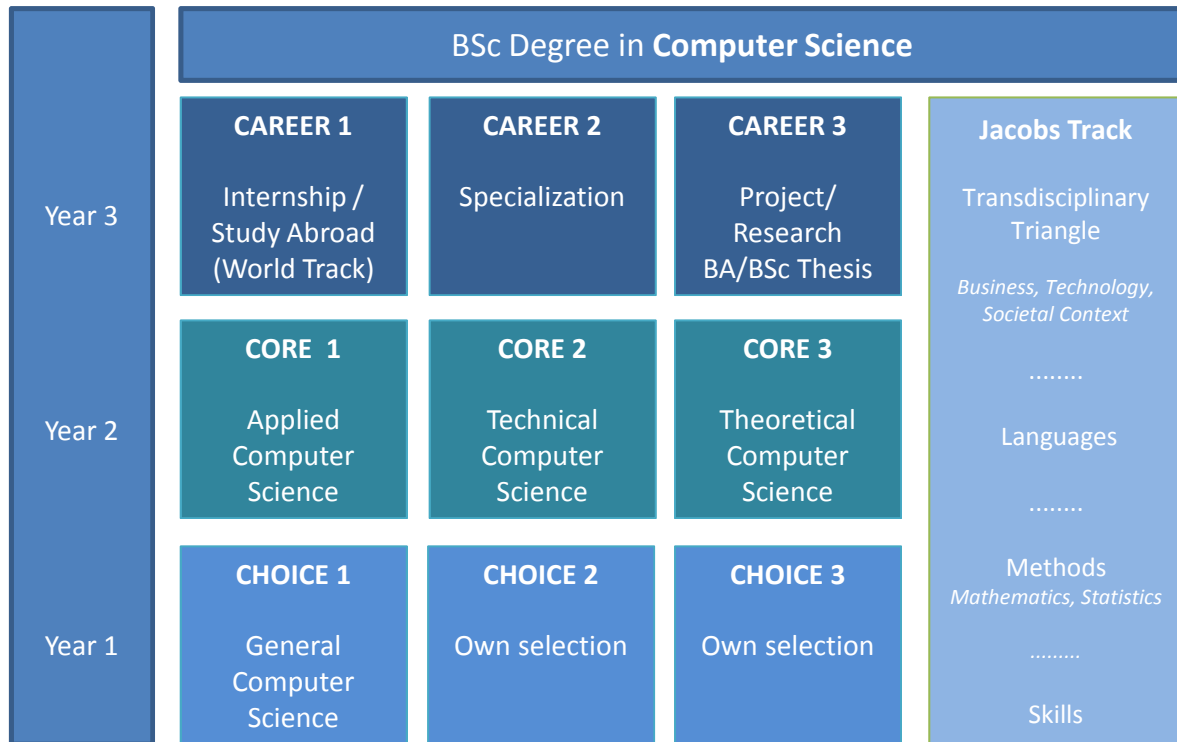 BSc Degree in Computer Science
Year 3
CAREER 1
Internship /
Study Abroad
(World Track)
CAREER 2
Specialization
CAREER 3
Project/
Research
BA/BSc Thesis
Year 2
CORE 1
Applied
Computer
Science
CORE 2
Technical
Computer
Science
CORE 3
Theoretical
Computer
Science
Year 1
CHOICE 1
General
Computer
Science
CHOICE 2
Own selection
CHOICE 3
Own selection
Jacobs Track
Transdisciplinary
Triangle
Business, Technology,
Societal Context
........
Languages
........
Methods
Mathematics, Statistics
.........
Skills